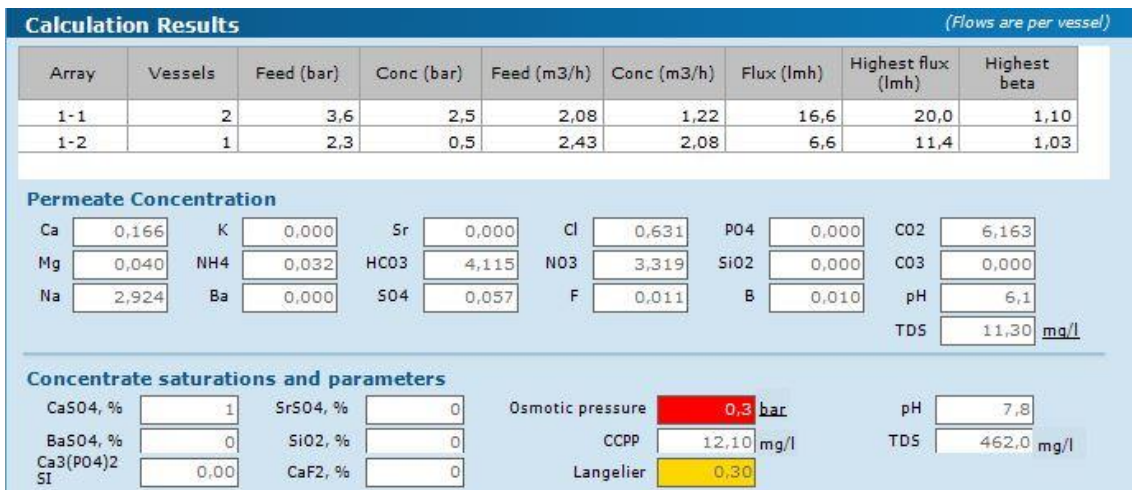 Calculation Results (Flows are per vessel)
Array Vessels Feed (bar) Conc (bar) Feed (m3/h) Conc (m3/h) Flux (lmh) Highest flux (lmh) Highest beta
1-1 2 3,6 2,5 2,08 1,22 16,6 20,0 1,10
1-2 1 2,3 0,5 2,43 2,08 6,6 11,4 1,03
Permeate Concentration
Ca 0,166 K 0,000 Sr 0,000 Cl 0,631 PO4 0,000 CO2 6,163
Mg 0,040 NH4 0,032 HCO3 4,115 NO3 3,319 SiO2 0,000 CO3 0,000
Na 2,924 Ba 0,000 SO4 0,057 F 0,011 B 0,010 pH 6,1
TDS 11,30 mg/l
Concentrate saturations and parameters
CaSO4, % 1 SrSO4, % 0 Osmotic pressure 0,3 bar pH 7,8
BaSO4, % 0 SiO2, % 0 CCPP 12,10 mg/l TDS 462,0 mg/l
Ca3(PO4)2 SI 0,00 CaF2, % 0 Langelier 0,30